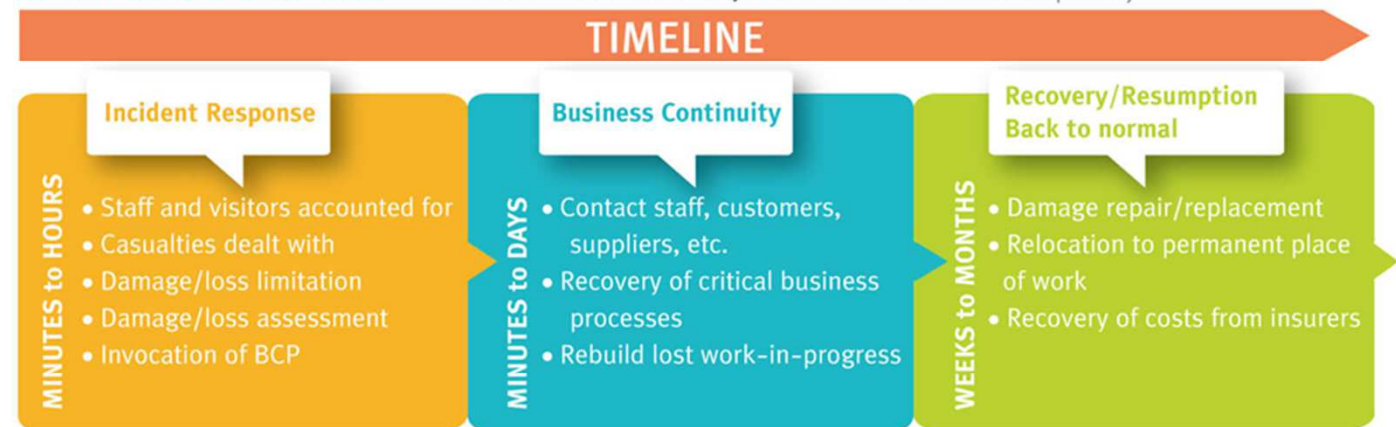 TIMELINE
Incident Response
MINUTES to HOURS
• Staff and visitors accounted for
• Casualties dealt with
• Damage/loss limitation
• Damage/loss assessment
• Invocation of BCP
Business Continuity
MINUTES to DAYS
• Contact staff, customers,
suppliers, etc.
• Recovery of critical business
processes
• Rebuild lost work-in-progress
Recovery/Resumption
Back to normal
WEEKS to MONTHS
• Damage repair/replacement
• Relocation to permanent place
of work
• Recovery of costs from insurers